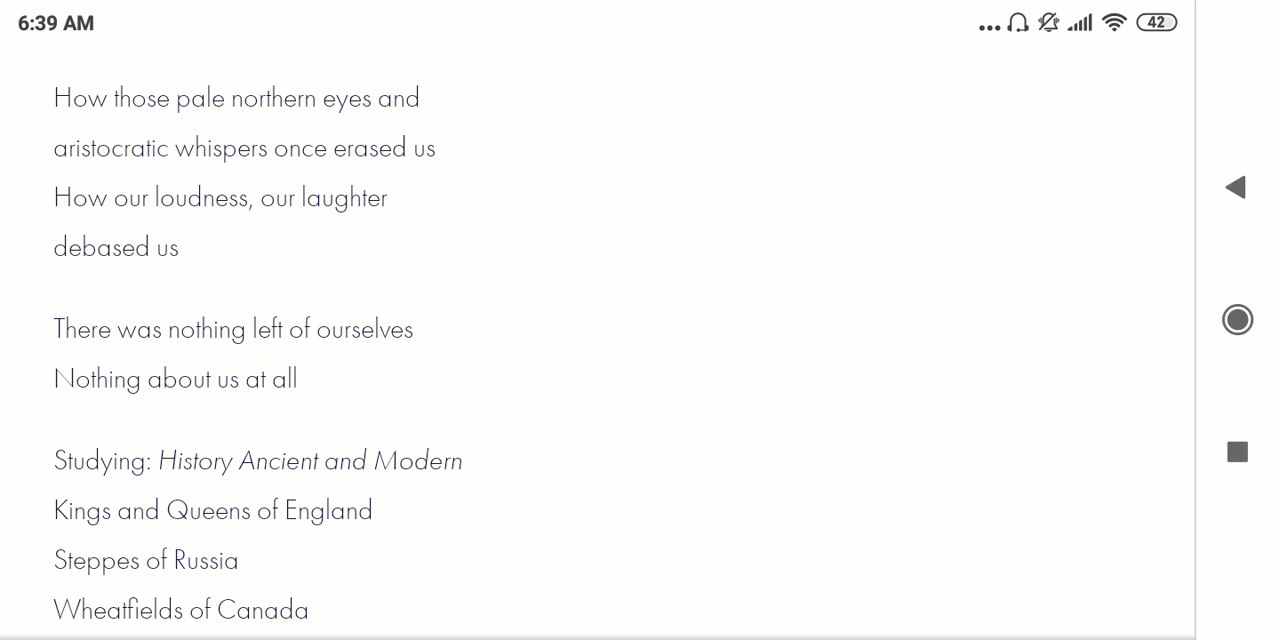 6:39 AM
42
How those pale northern eyes and
aristocratic whispers once erased us
How our loudness, our laughter
debased us
There was nothing left of ourselves
Nothing about us at all
Studying: History Ancient and Modern
Kings and Queens of England
Steppes of Russia
Wheatfields of Canada